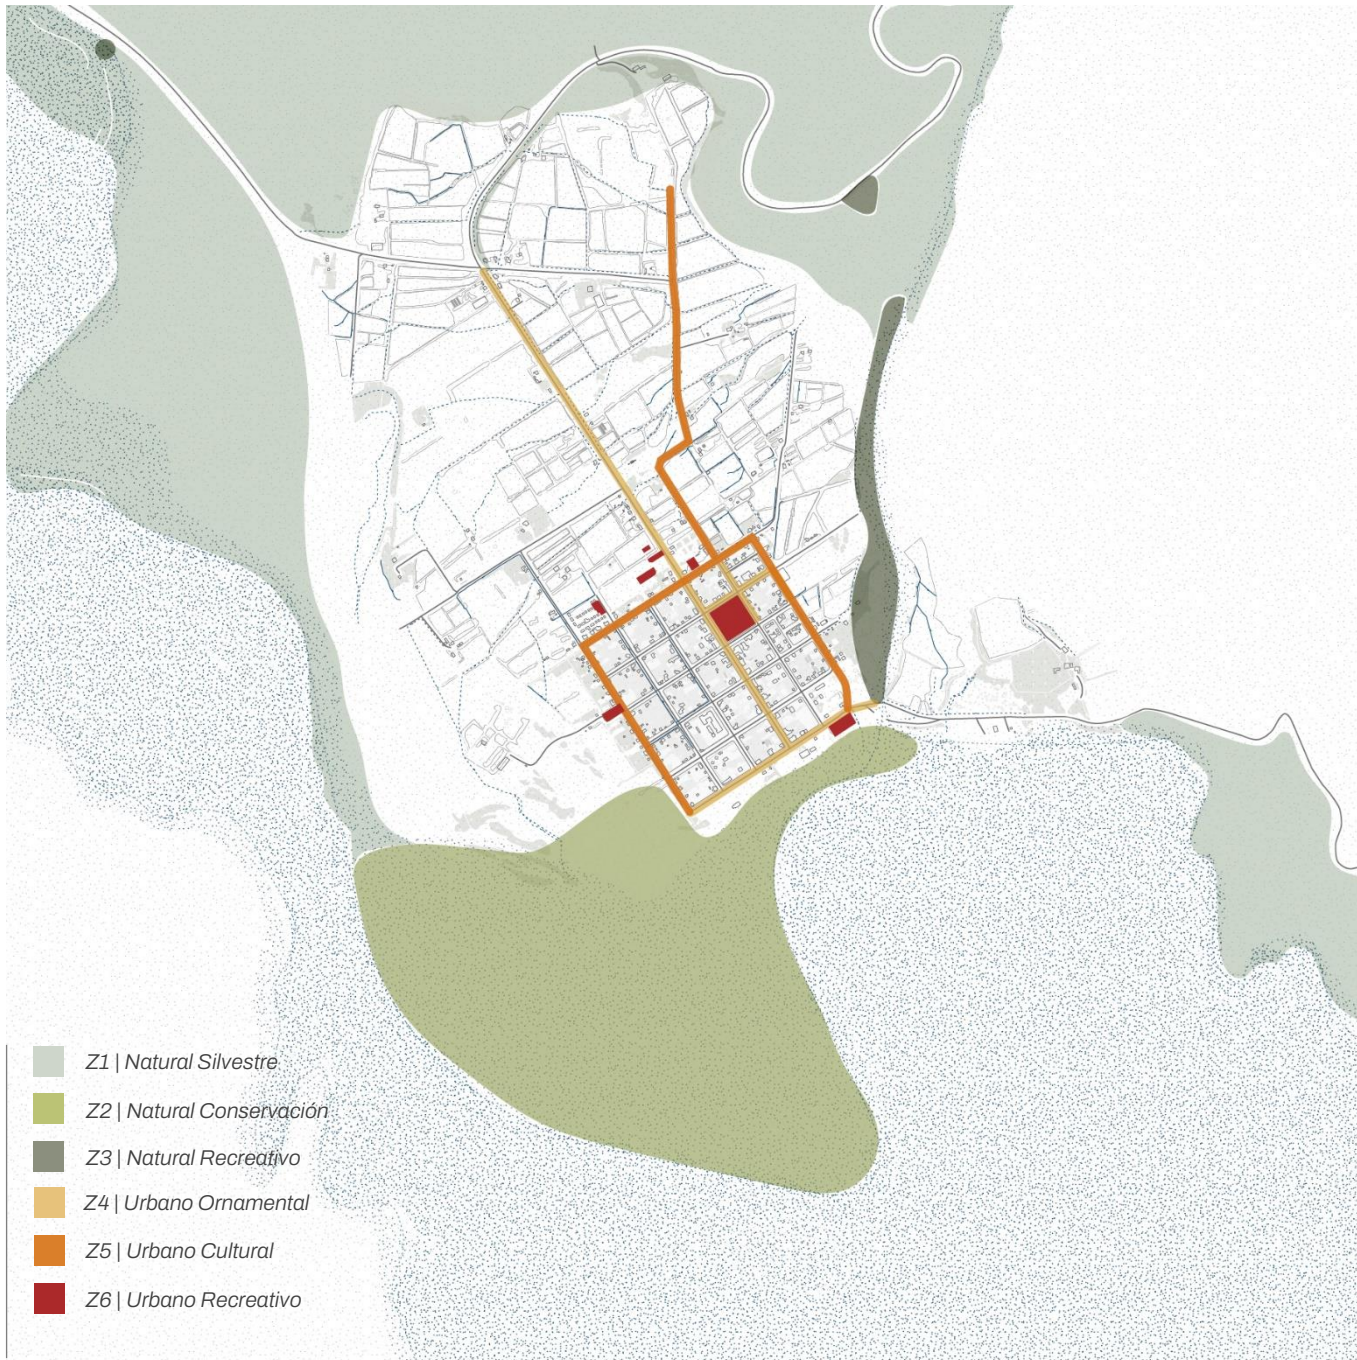 Z1 | Natural Silvestre
Z2 | Natural Conservación
Z3 | Natural Recreativo
Z4 | Urbano Ornamental
Z5 | Urbano Cultural
Z6 | Urbano Recreativo